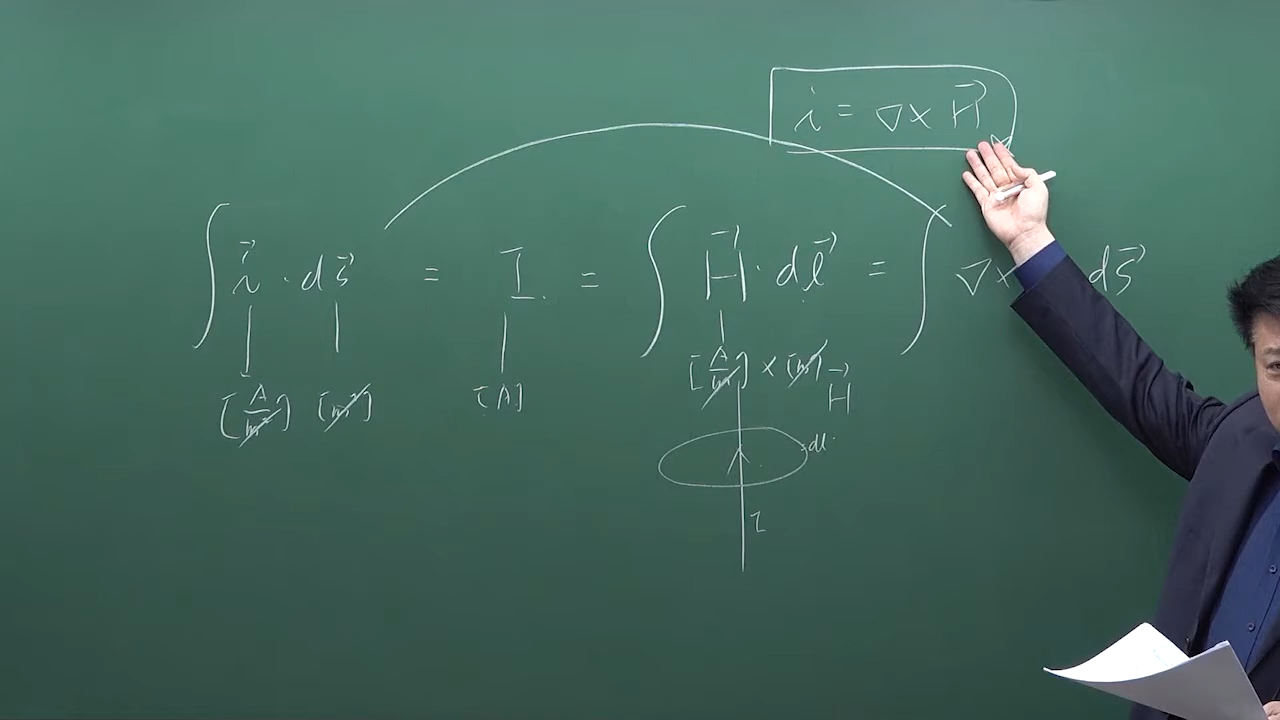 i = ∇× H⃗
∫ i⃗ · ds⃗ = I = ∫ H⃗ · dl⃗ = ∫ ∇× ds⃗
[A/m²] [m²] [A] [A/m] × [m] H⃗
dl
I